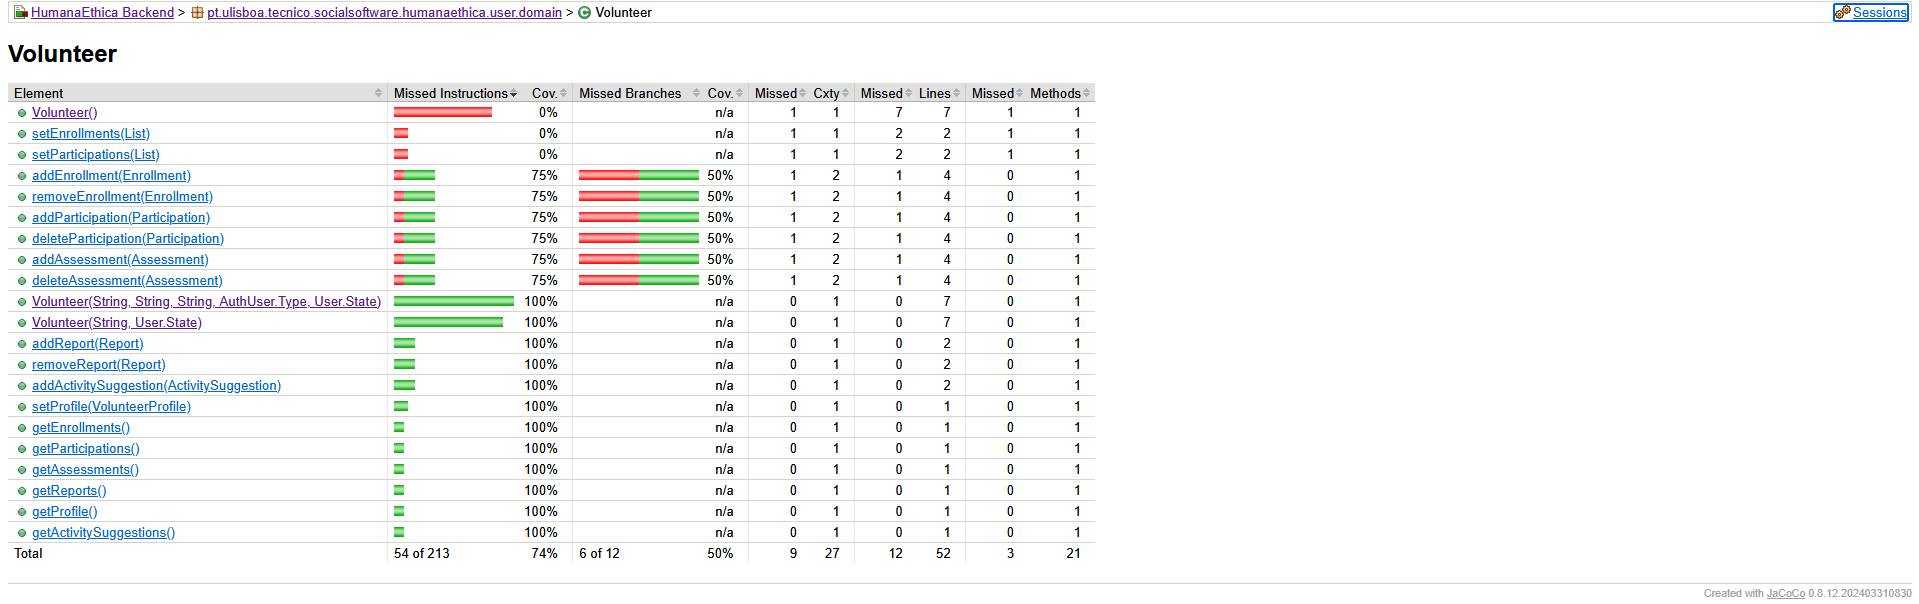 HumanaEthica Backend > pt.ulisboa.tecnico.socialsoftware.humanaethica.user.domain > Volunteer Sessions
Volunteer
Element Missed Instructions Cov. Missed Branches Cov. Missed Cxty Missed Lines Missed Methods
Volunteer() 0% n/a 1 1 7 7 1 1
setEnrollments(List) 0% n/a 1 1 2 2 1 1
setParticipations(List) 0% n/a 1 1 2 2 1 1
addEnrollment(Enrollment) 75% 50% 1 2 1 4 0 1
removeEnrollment(Enrollment) 75% 50% 1 2 1 4 0 1
addParticipation(Participation) 75% 50% 1 2 1 4 0 1
deleteParticipation(Participation) 75% 50% 1 2 1 4 0 1
addAssessment(Assessment) 75% 50% 1 2 1 4 0 1
deleteAssessment(Assessment) 75% 50% 1 2 1 4 0 1
Volunteer(String, String, String, AuthUser.Type, User.State) 100% n/a 0 1 0 7 0 1
Volunteer(String, User.State) 100% n/a 0 1 0 7 0 1
addReport(Report) 100% n/a 0 1 0 2 0 1
removeReport(Report) 100% n/a 0 1 0 2 0 1
addActivitySuggestion(ActivitySuggestion) 100% n/a 0 1 0 2 0 1
setProfile(VolunteerProfile) 100% n/a 0 1 0 1 0 1
getEnrollments() 100% n/a 0 1 0 1 0 1
getParticipations() 100% n/a 0 1 0 1 0 1
getAssessments() 100% n/a 0 1 0 1 0 1
getReports() 100% n/a 0 1 0 1 0 1
getProfile() 100% n/a 0 1 0 1 0 1
getActivitySuggestions() 100% n/a 0 1 0 1 0 1
Total 54 of 213 74% 6 of 12 50% 9 27 12 52 3 21
Created with JaCoCo 0.8.12.202403310830